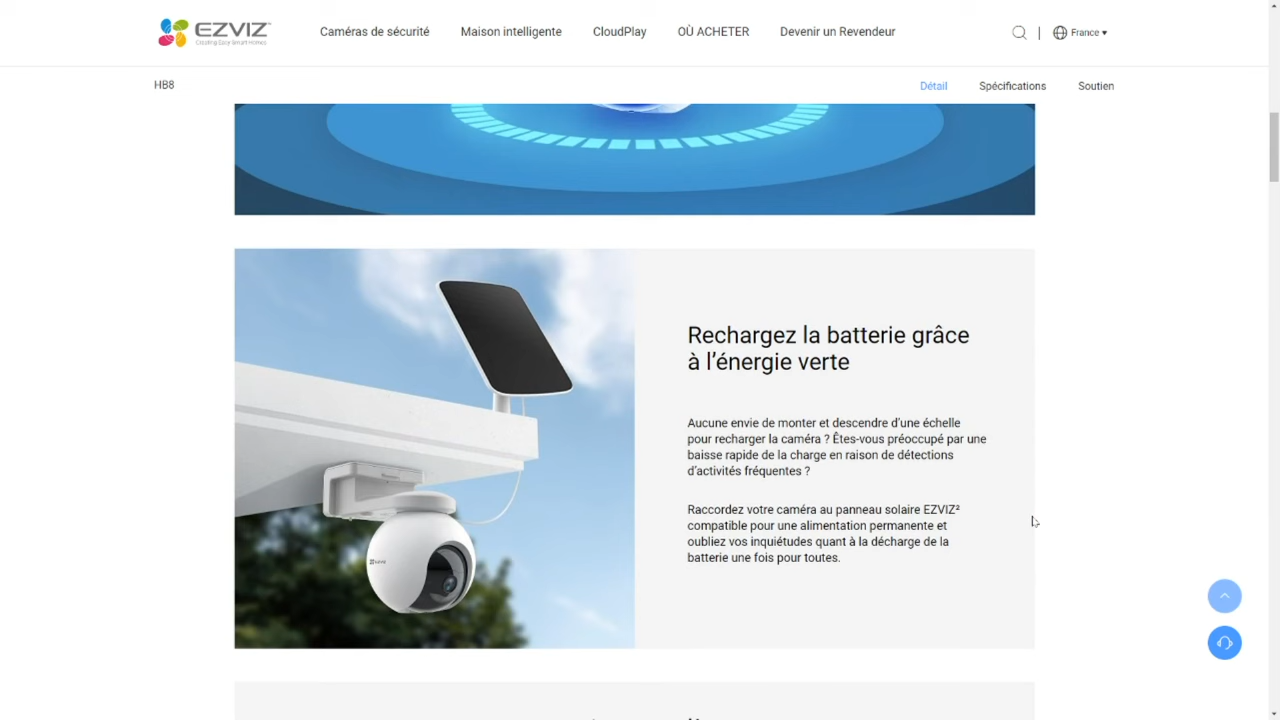 EZVIZ
Creating Easy Smart Homes
Caméras de sécurité
Maison intelligente
CloudPlay
OÙ ACHETER
Devenir un Revendeur
France
HB8
Détail
Spécifications
Soutien
Rechargez la batterie grâce
à l’énergie verte
Aucune envie de monter et descendre d’une échelle
pour recharger la caméra ? Êtes-vous préoccupé par une
baisse rapide de la charge en raison de détections
d’activités fréquentes ?
Raccordez votre caméra au panneau solaire EZVIZ²
compatible pour une alimentation permanente et
oubliez vos inquiétudes quant à la décharge de la
batterie une fois pour toutes.
EZVIZ